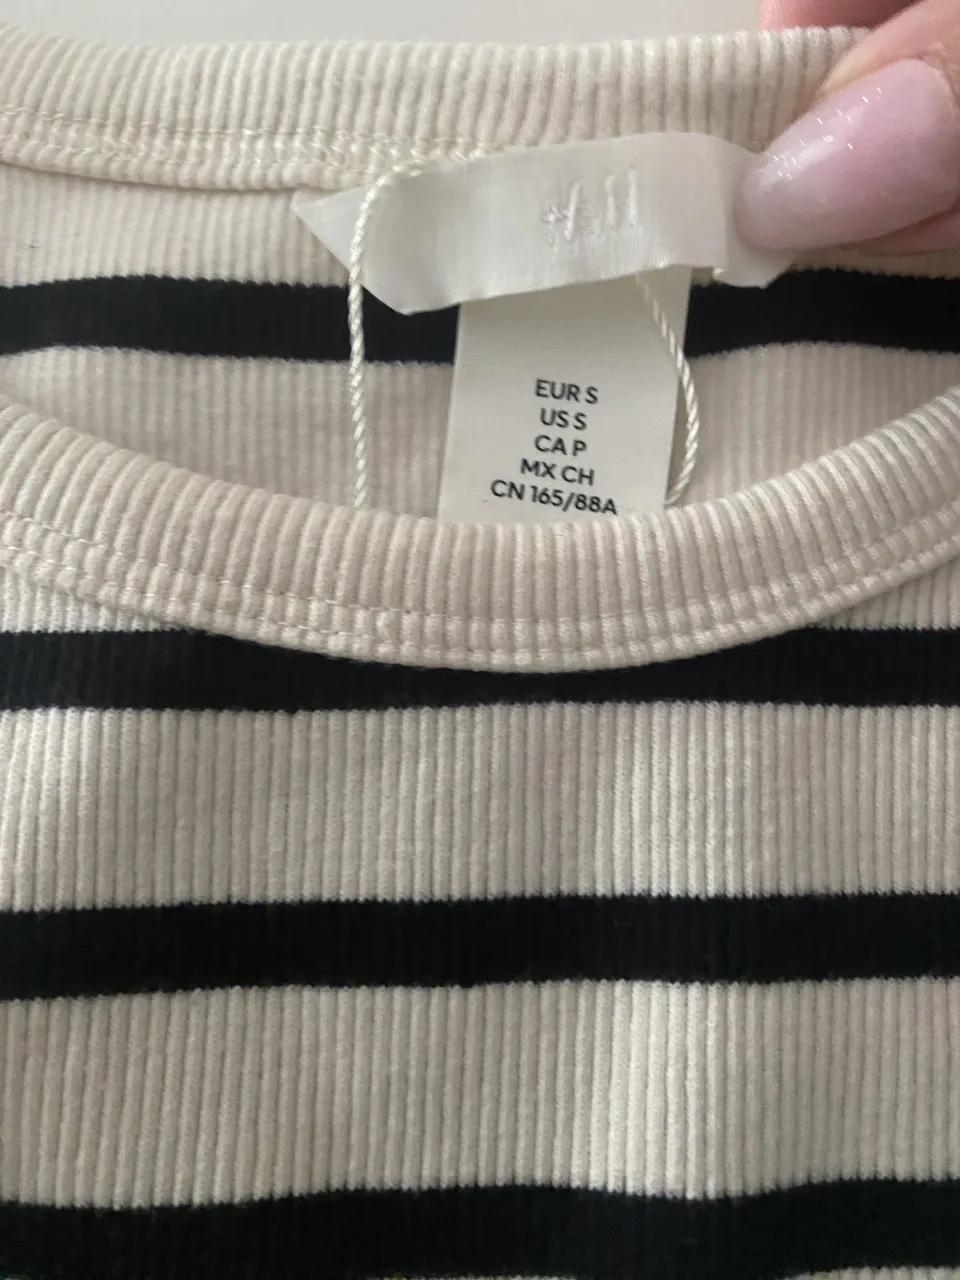 H&M
EUR S
US S
CA P
MX CH
CN 165/88A